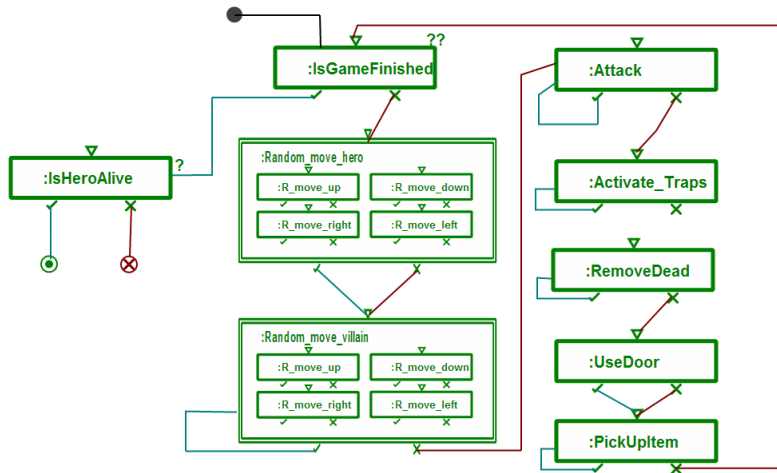 :IsGameFinished
??
:IsHeroAlive
?
:Random_move_hero
:R_move_up
:R_move_down
:R_move_right
:R_move_left
:Random_move_villain
:R_move_up
:R_move_down
:R_move_right
:R_move_left
:Attack
:Activate_Traps
:RemoveDead
:UseDoor
:PickUpItem